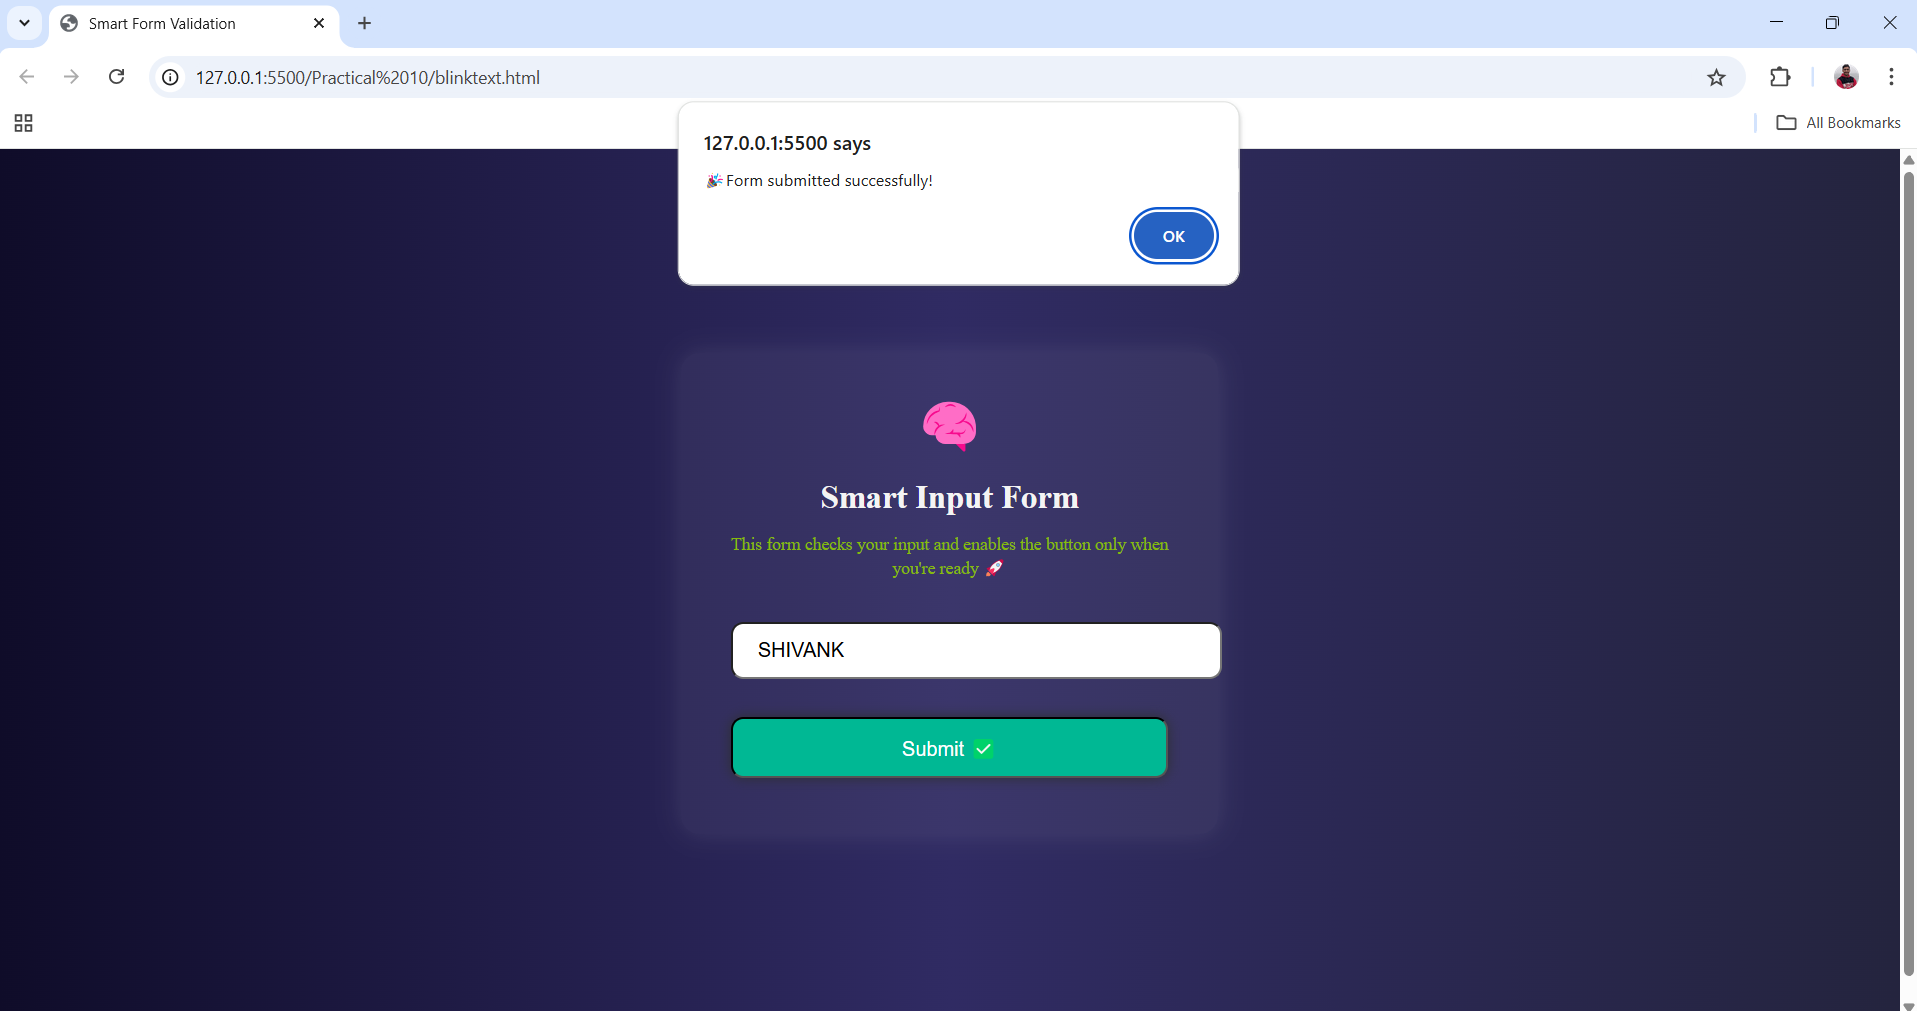 Smart Form Validation
127.0.0.1:5500/Practical%2010/blinktext.html
All Bookmarks
127.0.0.1:5500 says
🎉Form submitted successfully!
OK
Smart Input Form
This form checks your input and enables the button only when
you're ready 🚀
SHIVANK
Submit ✅